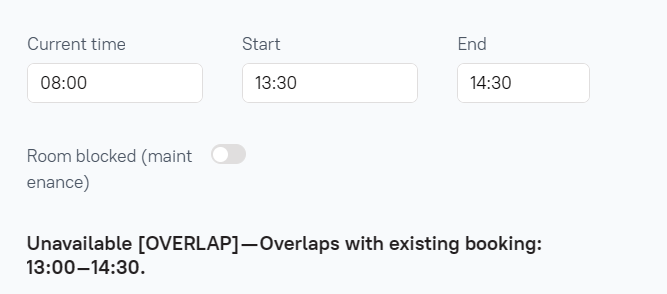 Current time
Start
End
08:00
13:30
14:30
Room blocked (maint
enance)
Unavailable [OVERLAP]—Overlaps with existing booking:
13:00–14:30.